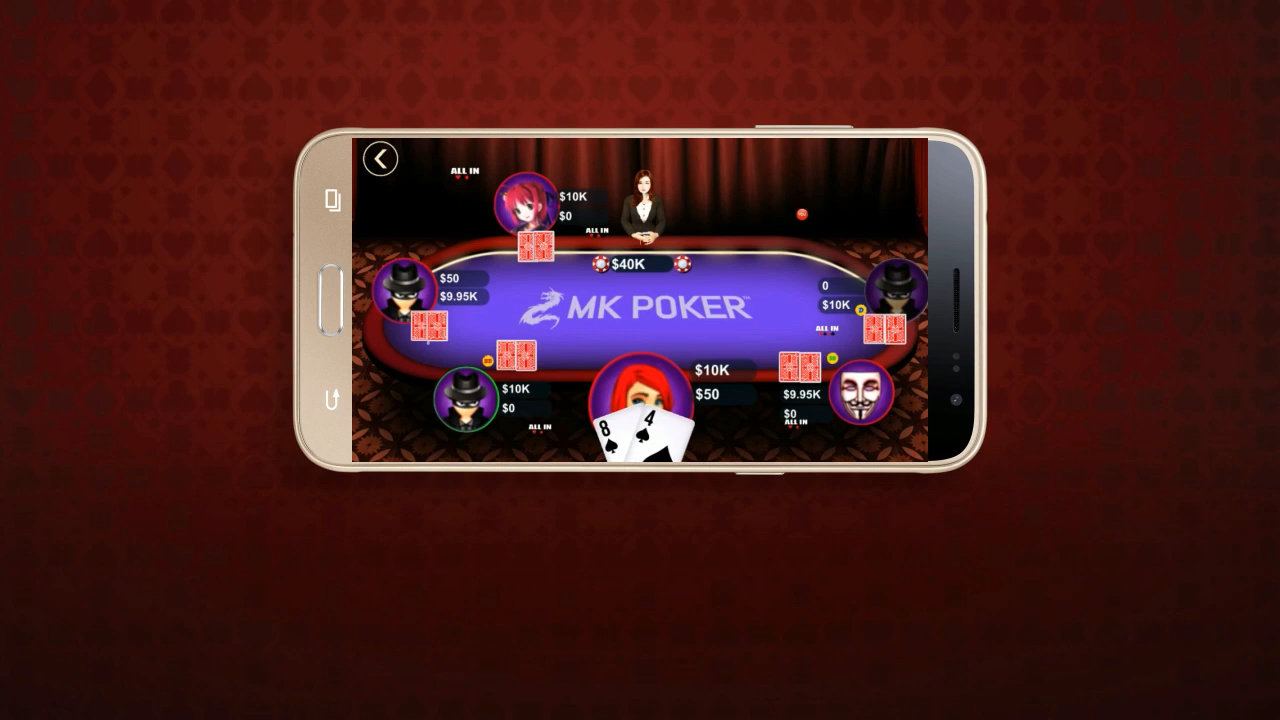 ALL IN
$10K
$0
ALL IN
$40K
$50
$9.95K
MK POKER
0
$10K
D
ALL IN
$10K
$0
ALL IN
$10K
$50
8
4
$9.95K
$0
ALL IN